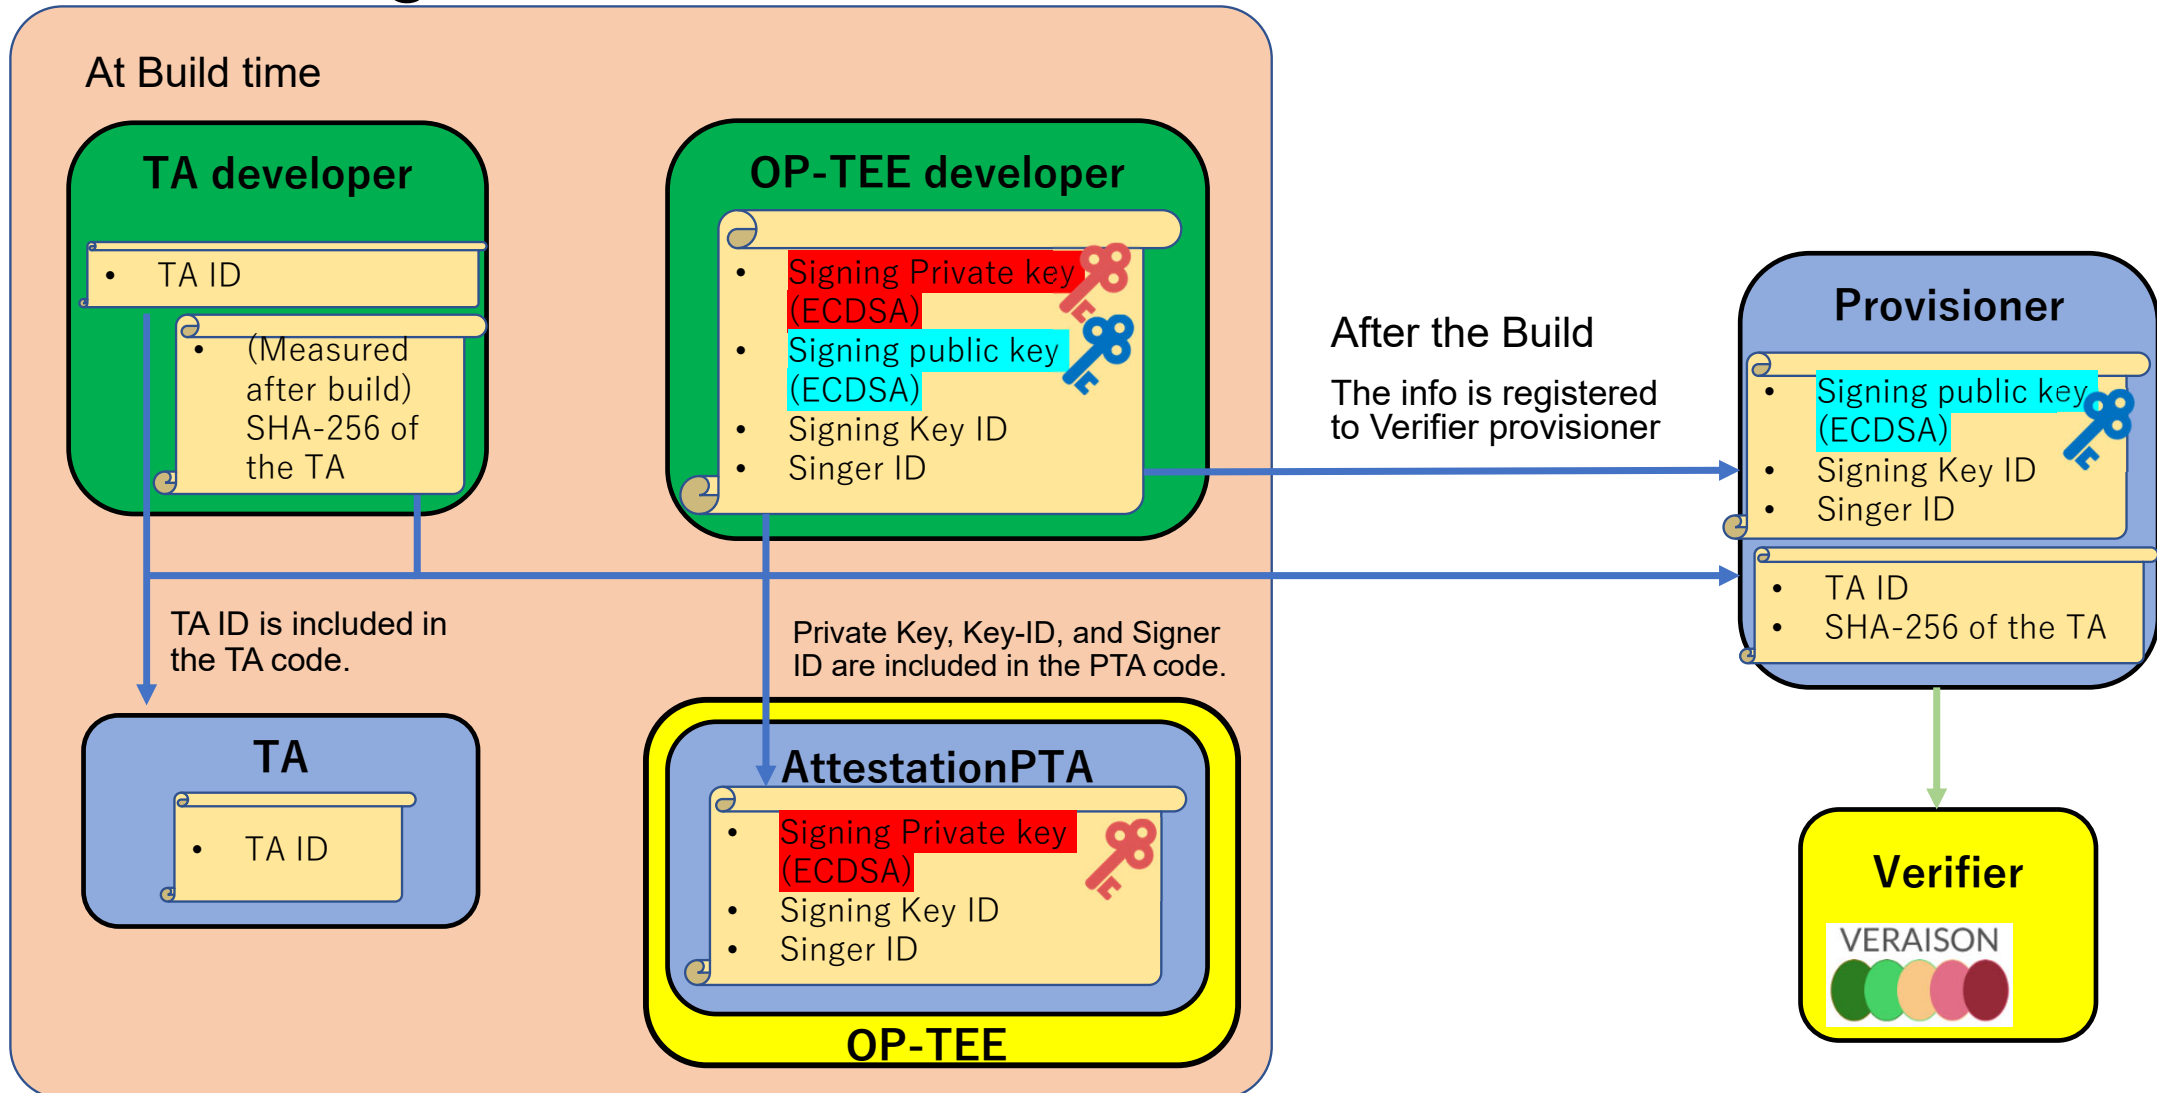 At Build time
TA developer
• TA ID
• (Measured
after build)
SHA-256 of
the TA
OP-TEE developer
• Signing Private key
(ECDSA)
• Signing public key
(ECDSA)
• Signing Key ID
• Singer ID
After the Build
The info is registered
to Verifier provisioner
Provisioner
• Signing public key
(ECDSA)
• Signing Key ID
• Singer ID
• TA ID
• SHA-256 of the TA
TA ID is included in
the TA code.
Private Key, Key-ID, and Signer
ID are included in the PTA code.
TA
• TA ID
AttestationPTA
• Signing Private key
(ECDSA)
• Signing Key ID
• Singer ID
OP-TEE
Verifier
VERAISON